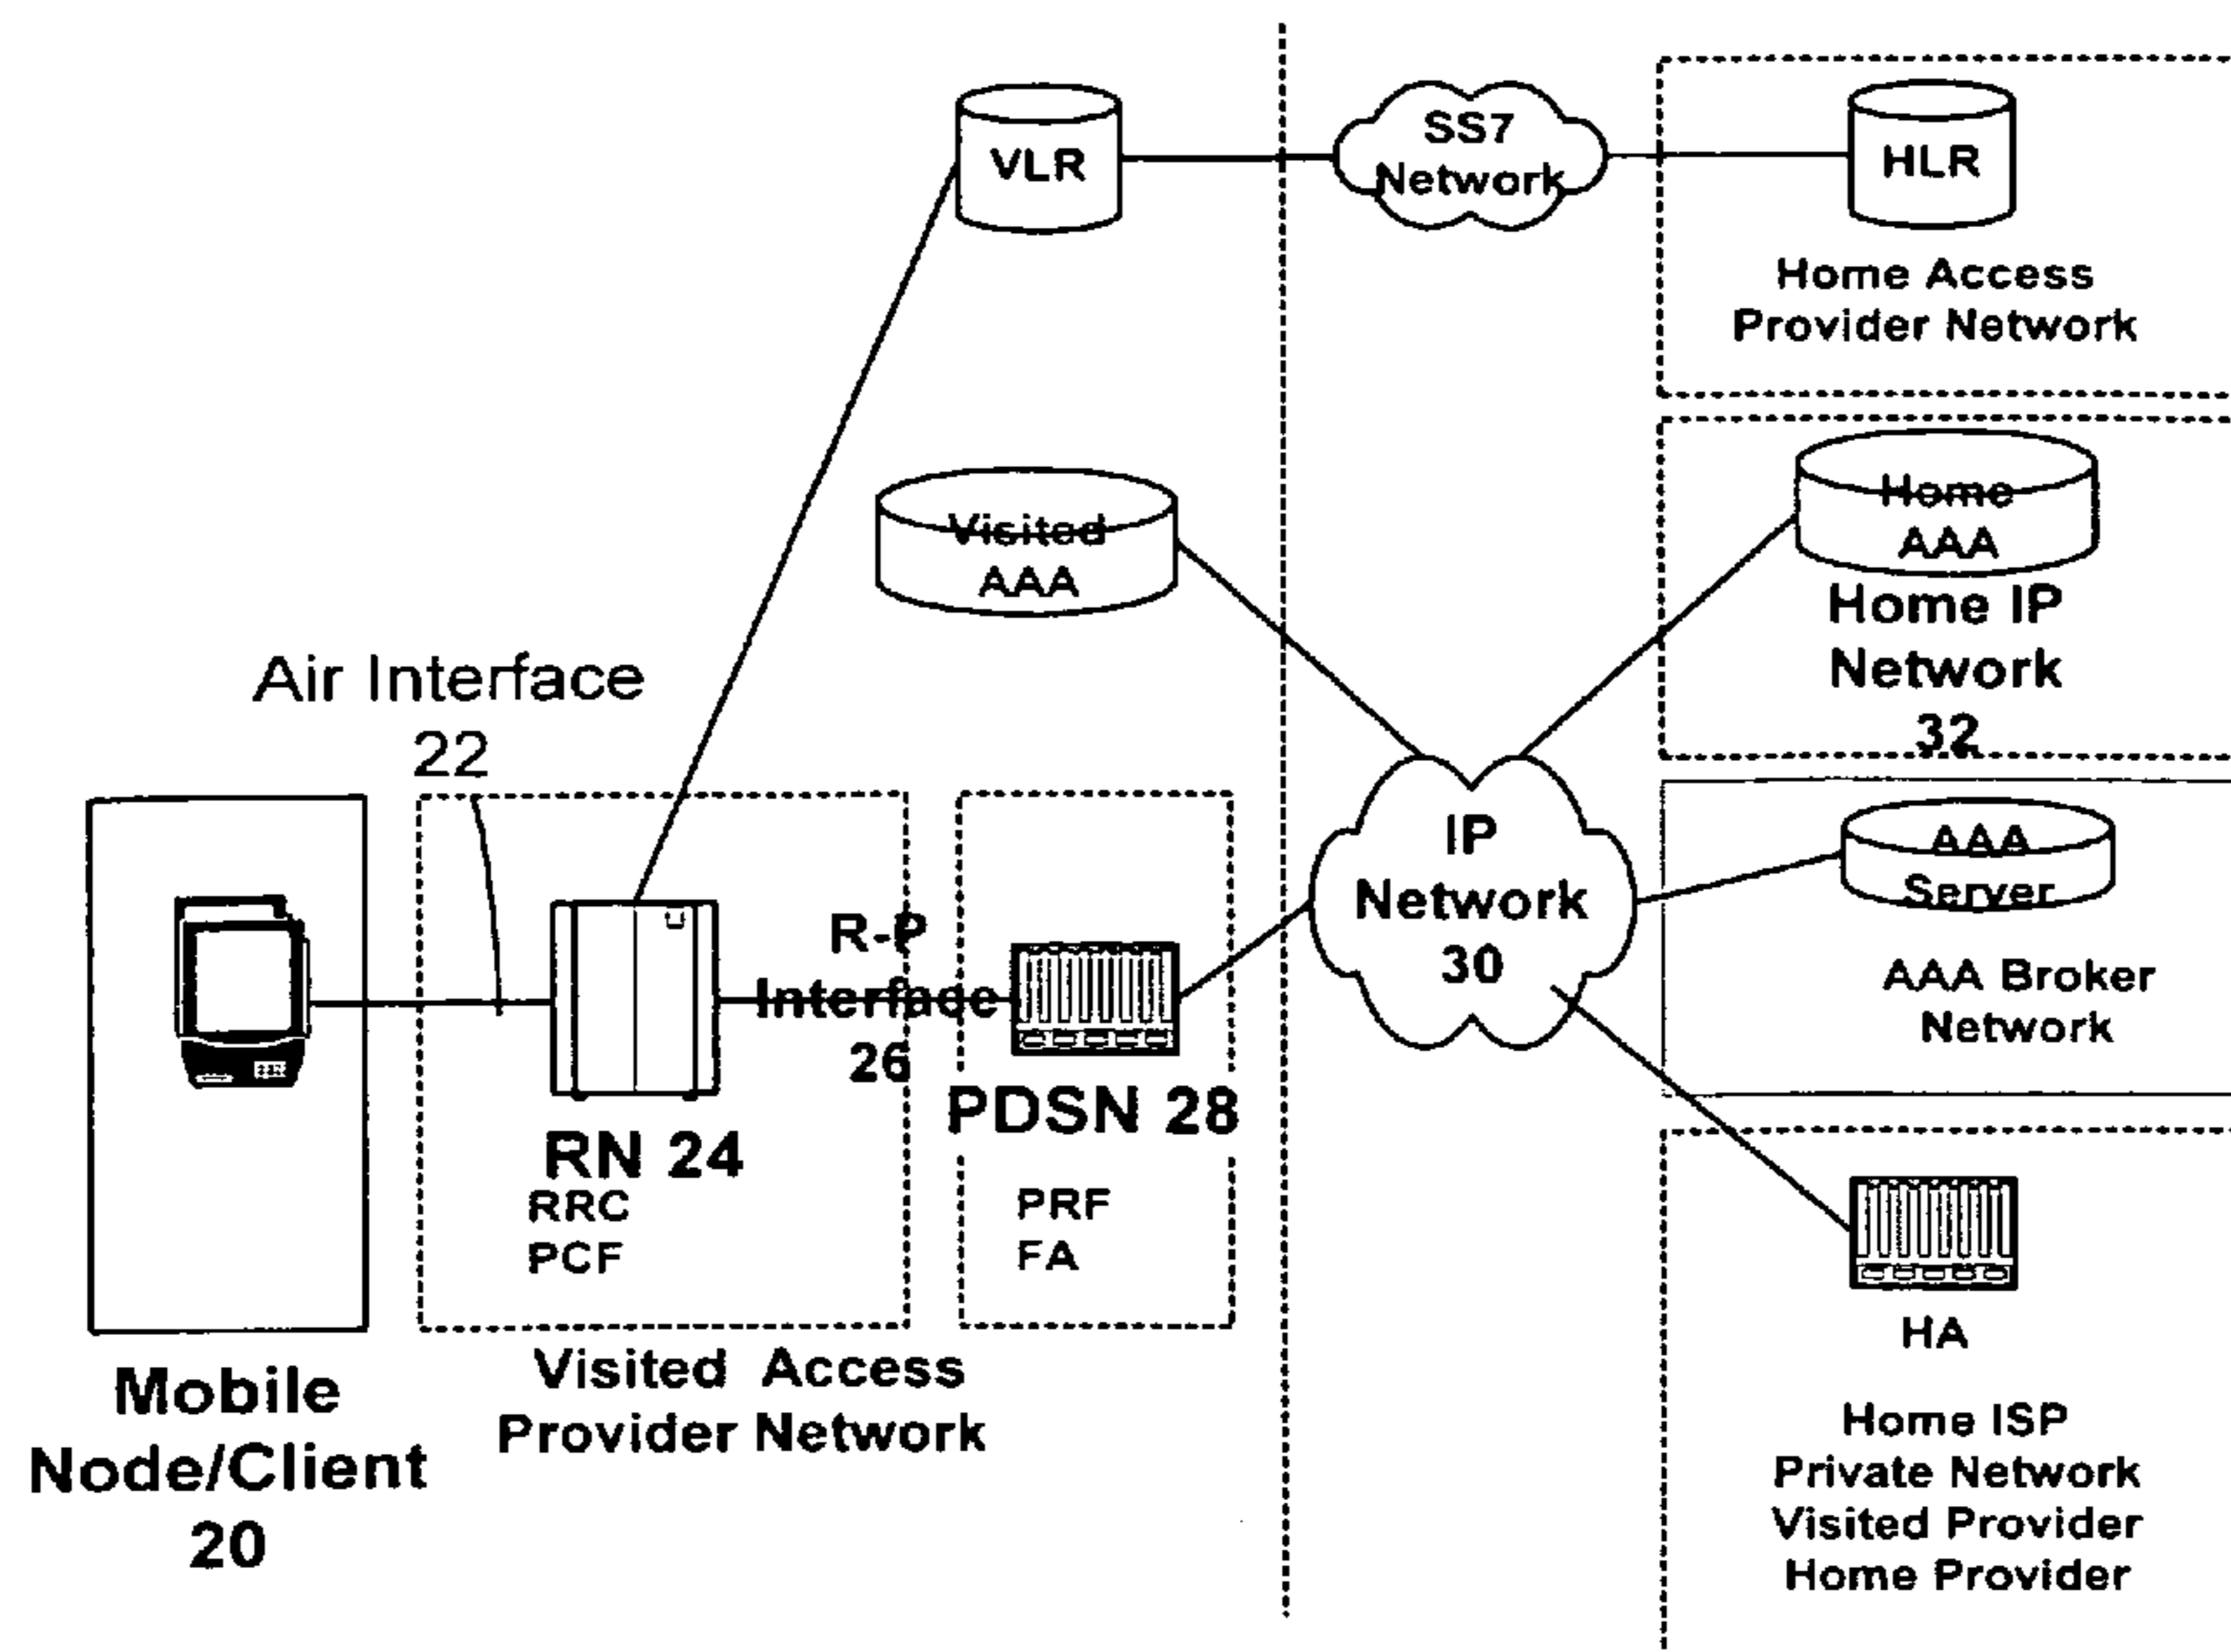 VLR
SS7
Network
HLR
Home Access
Provider Network
Visited
AAA
Home
AAA
Home IP
Network
32
Air Interface
22
IP
Network
30
AAA
Server
AAA Broker
Network
R-P
Interface
26
RN 24
RRC
PCF
PDSN 28
PRF
FA
HA
Home ISP
Private Network
Visited Provider
Home Provider
Visited Access
Provider Network
Mobile
Node/Client
20